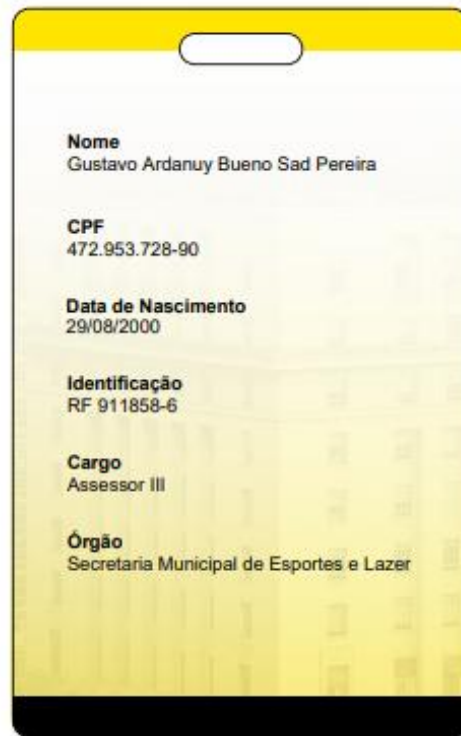 Nome
Gustavo Ardanuy Bueno Sad Pereira
CPF
472.953.728-90
Data de Nascimento
29/08/2000
Identificação
RF 911858-6
Cargo
Assessor III
Órgão
Secretaria Municipal de Esportes e Lazer